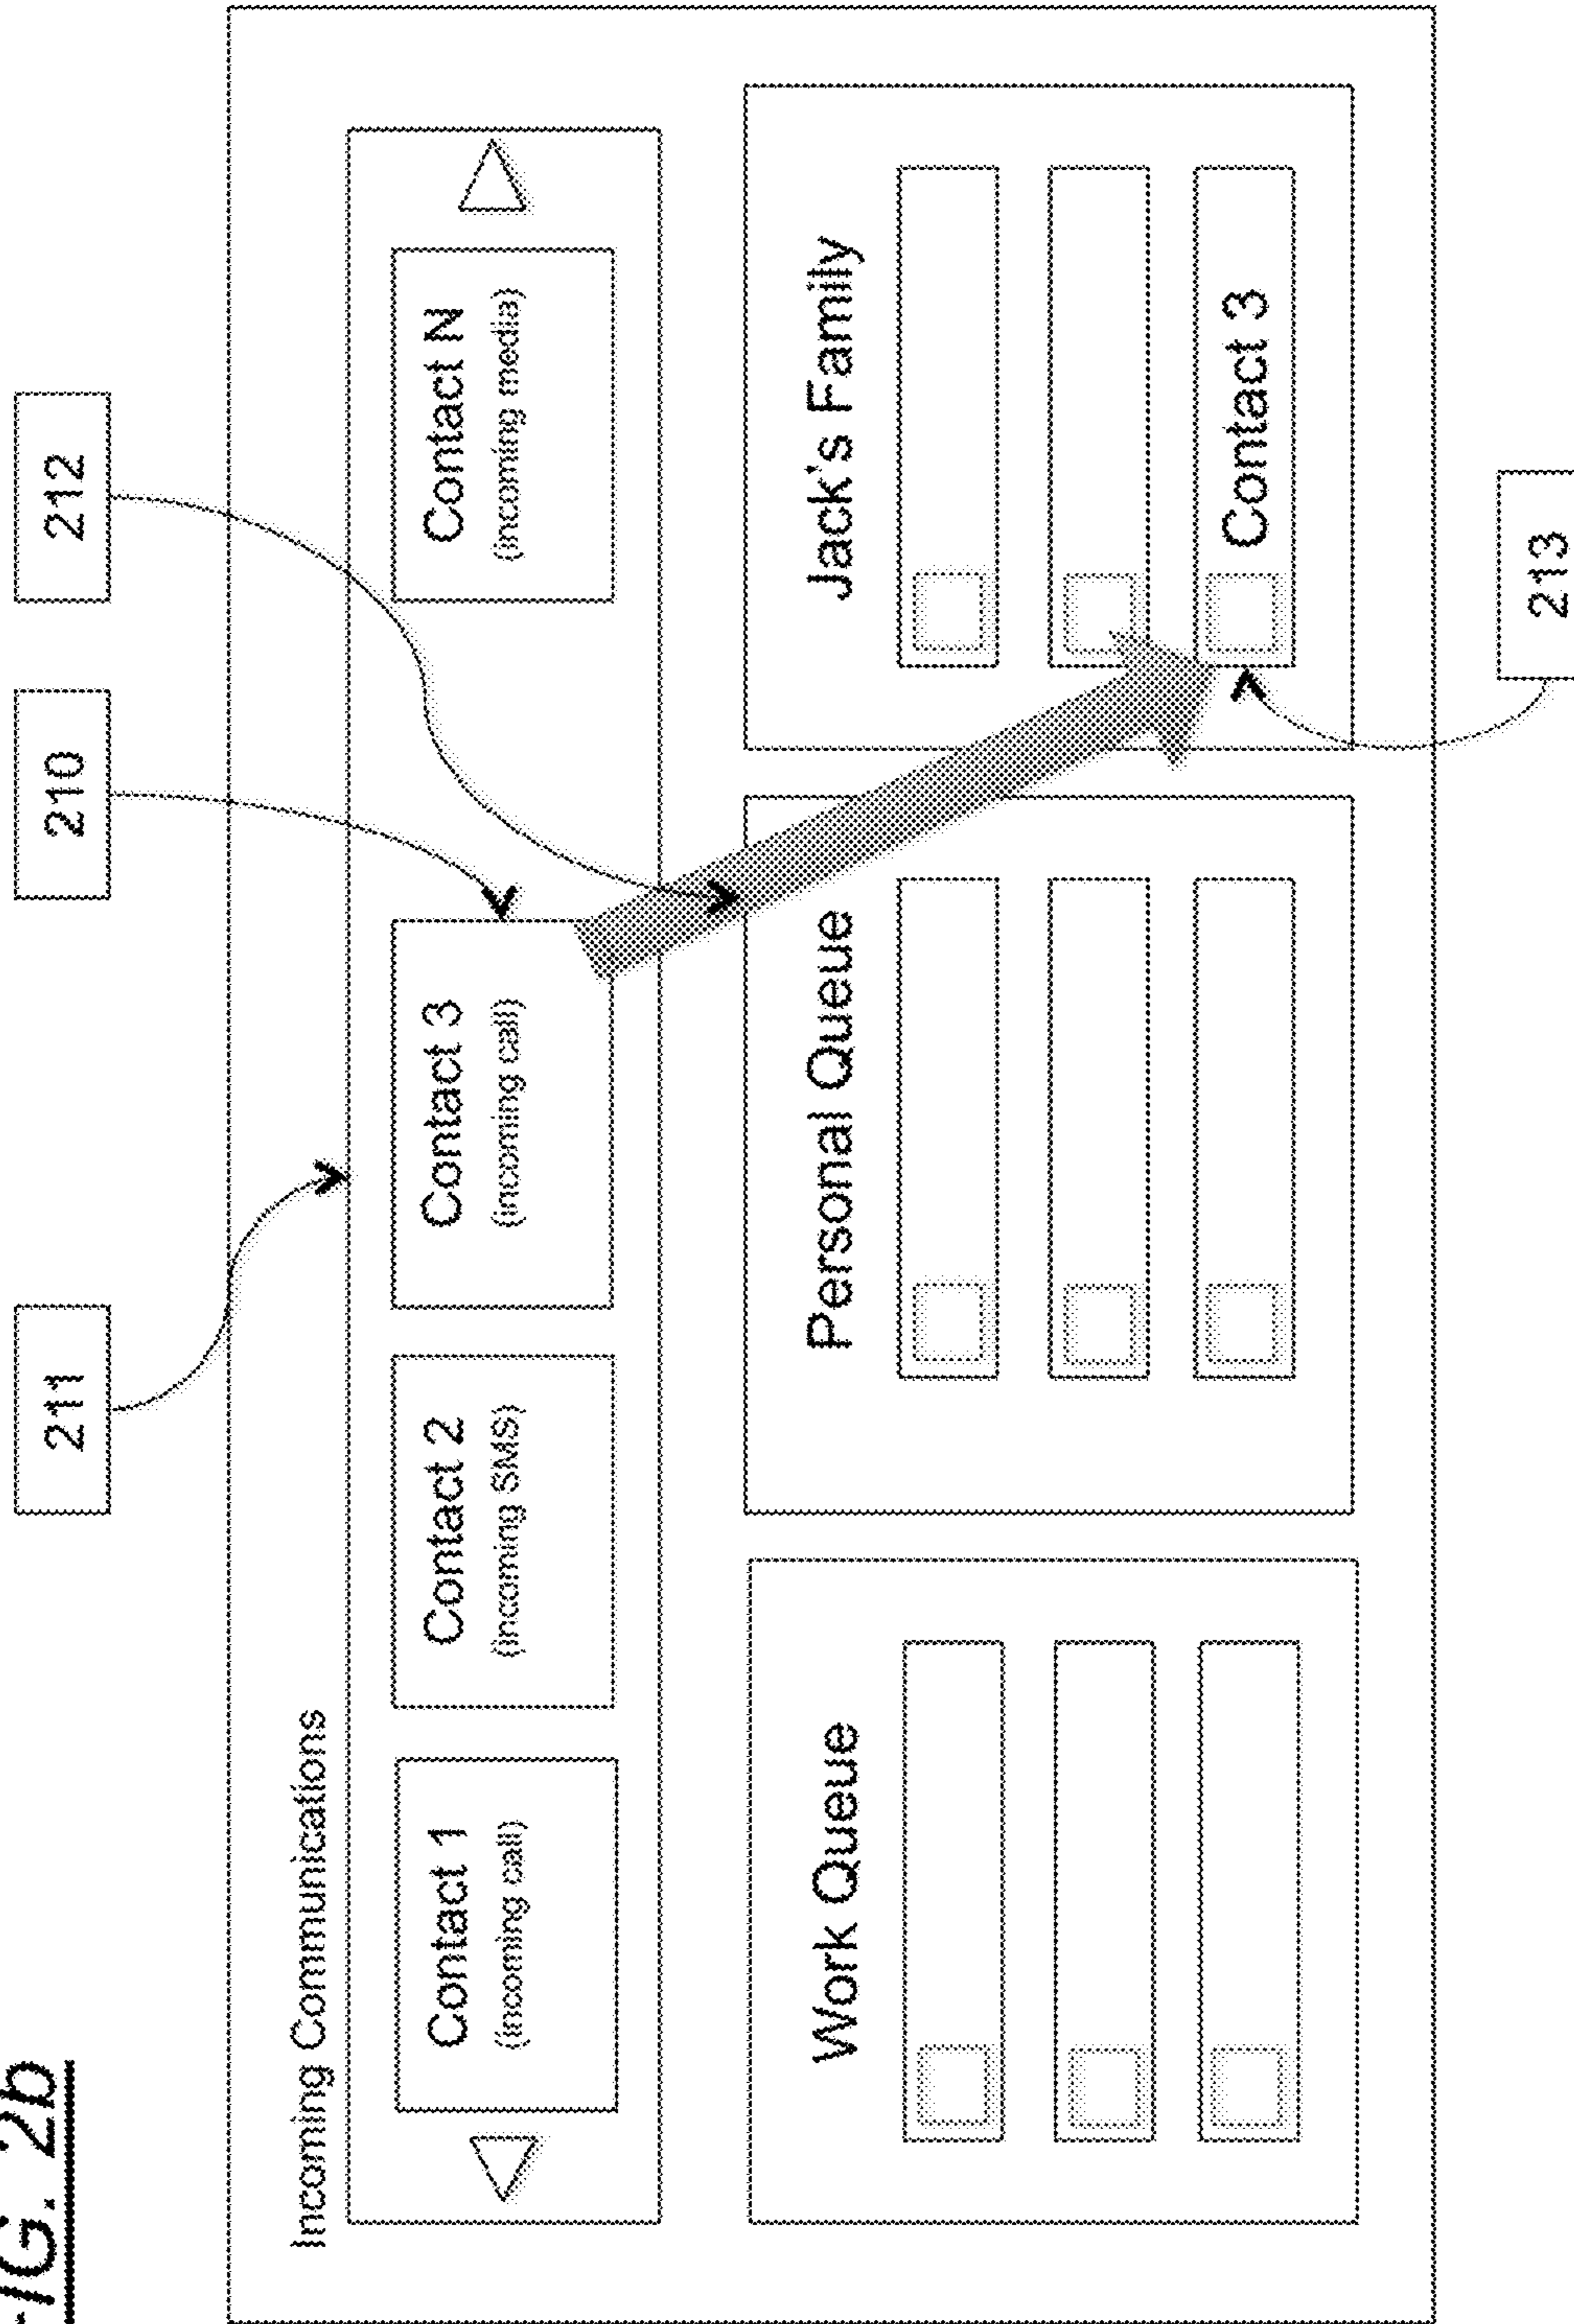 FIG. 2b
211
210
212
Incoming Communications
Contact 1
(incoming call)
Contact 2
(incoming SMS)
Contact 3
(incoming call)
Contact N
(incoming media)
Work Queue
Personal Queue
Jack's Family
Contact 3
213